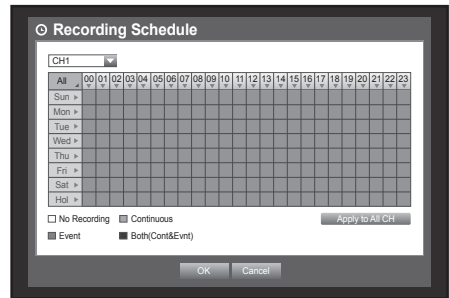 Recording Schedule
CH1
All 00 01 02 03 04 05 06 07 08 09 10 11 12 13 14 15 16 17 18 19 20 21 22 23
Sun
Mon
Tue
Wed
Thu
Fri
Sat
Hol
No Recording Continuous Apply to All CH
Event Both(Cont&Evnt)
OK Cancel